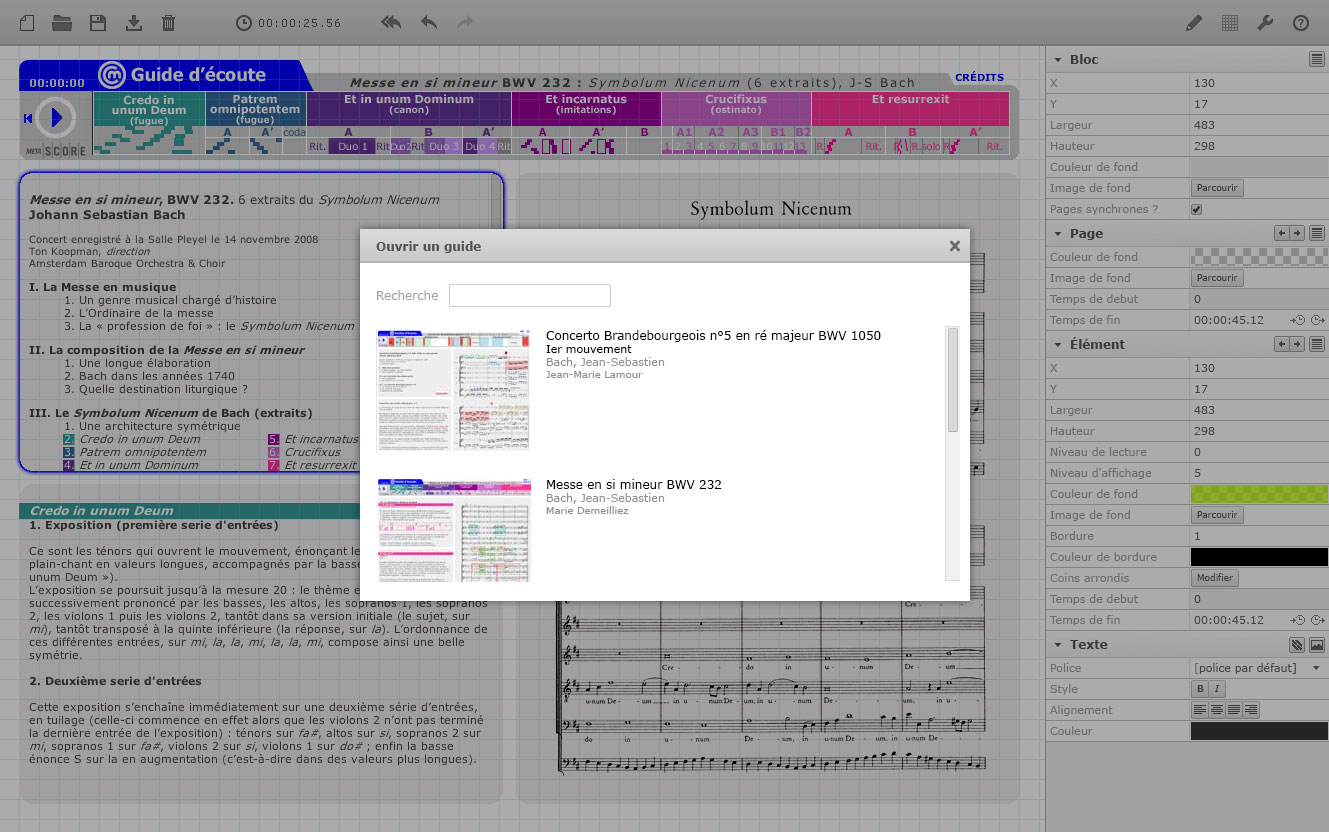 00:00:25.56
00:00:00
Guide d'écoute
Messe en si mineur BWV 232 : Symbolum Nicenum (6 extraits), J-S Bach
CRÉDITS
META SCORE
Credo in
unum Deum
(fugue)
Patrem
omnipotentem
(fugue)
Et in unum Dominum
(canon)
Et incarnatus
(imitations)
Crucifixus
(ostinato)
Et resurrexit
A A' coda A B A' A A' B A1 A2 A3 B1 B2 A B A'
Rit. Duo 1 Rit Duo2 Rit Duo 3 Duo 4 Rit 1 2 3 4 5 6 7 8 9 10 11 12 13 R Rit. R R.solo R Rit.
Messe en si mineur, BWV 232. 6 extraits du Symbolum Nicenum
Johann Sebastian Bach
Concert enregistré à la Salle Pleyel le 14 novembre 2008
Ton Koopman, direction
Amsterdam Baroque Orchestra & Choir
I. La Messe en musique
1. Un genre musical chargé d'histoire
2. L'Ordinaire de la messe
3. La « profession de foi » : le Symbolum Nicenum
II. La composition de la Messe en si mineur
1. Une longue élaboration
2. Bach dans les années 1740
3. Quelle destination liturgique ?
III. Le Symbolum Nicenum de Bach (extraits)
1. Une architecture symétrique
2. Credo in unum Deum
3. Patrem omnipotentem
4. Et in unum Dominum
5. Et incarnatus
6. Crucifixus
7. Et resurrexit
Credo in unum Deum
1. Exposition (première serie d'entrées)
Ce sont les ténors qui ouvrent le mouvement, énonçant le
plain-chant en valeurs longues, accompagnés par la basse
unum Deum »).
L'exposition se poursuit jusqu'à la mesure 20 : le thème e
successivement prononcé par les basses, les altos, les sopranos 1, les sopranos
2, les violons 1 puis les violons 2, tantôt dans sa version initiale (le sujet, sur
mi), tantôt transposé à la quinte inférieure (la réponse, sur la). L'ordonnance de
ces différentes entrées, sur mi, la, la, mi, la, la, mi, compose ainsi une belle
symétrie.
2. Deuxième serie d'entrées
Cette exposition s'enchaîne immédiatement sur une deuxième série d'entrées,
en tuilage (celle-ci commence en effet alors que les violons 2 n'ont pas terminé
la dernière entrée de l'exposition) : ténors sur fa#, altos sur si, sopranos 2 sur
mi, sopranos 1 sur fa#, violons 2 sur si, violons 1 sur do# ; enfin la basse
énonce S sur la en augmentation (c'est-à-dire dans des valeurs plus longues).
Symbolum Nicenum
Cre -
Cre - do in u - num De - um
unum De - um in u - num De - um, in u - num De - um, in
do in u - num De - um, in u - num De - um, in u-num De -
Ouvrir un guide
Recherche
Concerto Brandebourgeois n°5 en ré majeur BWV 1050
Ier mouvement
Bach, Jean-Sebastien
Jean-Marie Lamour
Messe en si mineur BWV 232
Bach, Jean-Sebastien
Marie Demeilliez
Bloc
X 130
Y 17
Largeur 483
Hauteur 298
Couleur de fond
Image de fond Parcourir
Pages synchrones ?
Page
Couleur de fond
Image de fond Parcourir
Temps de debut 0
Temps de fin 00:00:45.12
Élément
X 130
Y 17
Largeur 483
Hauteur 298
Niveau de lecture 0
Niveau d'affichage 5
Couleur de fond
Image de fond Parcourir
Bordure 1
Couleur de bordure
Coins arrondis Modifier
Temps de debut 0
Temps de fin 00:00:45.12
Texte
Police [police par défaut]
Style B I
Alignement
Couleur